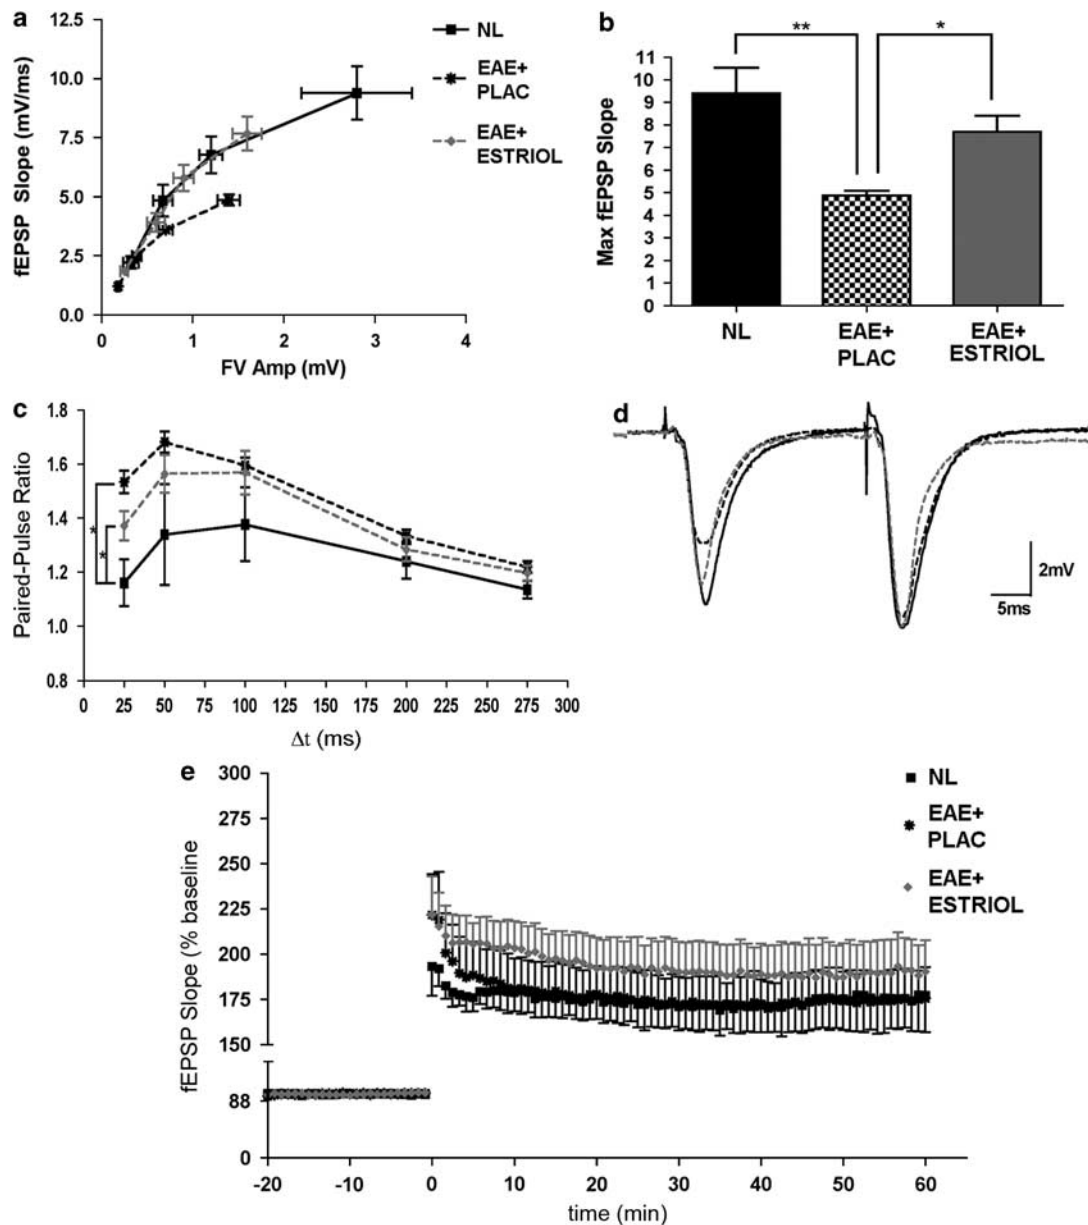 a
12.5
10.0
7.5
5.0
2.5
0.0
fEPSP Slope (mV/ms)
0 1 2 3 4
FV Amp (mV)
NL
EAE+
PLAC
EAE+
ESTRIOL
b
** *
11
10
9
8
7
6
5
4
3
2
1
0
Max fEPSP Slope
NL
EAE+
PLAC
EAE+
ESTRIOL
c
1.8
1.6
1.4
1.2
1.0
0.8
Paired-Pulse Ratio
*
*
0 25 50 75 100 125 150 175 200 225 250 275 300
Δt (ms)
d
2mV
5ms
e
300
275
250
225
200
175
150
88
0
fEPSP Slope (% baseline
-20 -10 0 10 20 30 40 50 60
time (min)
NL
EAE+
PLAC
EAE+
ESTRIOL